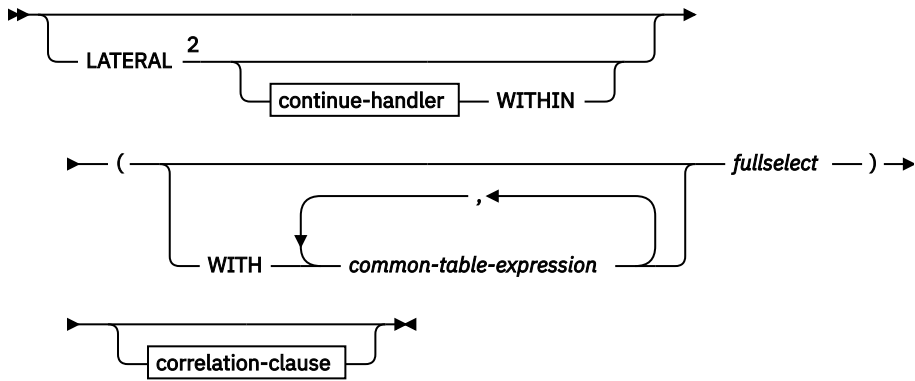 LATERAL 2
continue-handler WITHIN
( fullselect )
,
WITH common-table-expression
correlation-clause